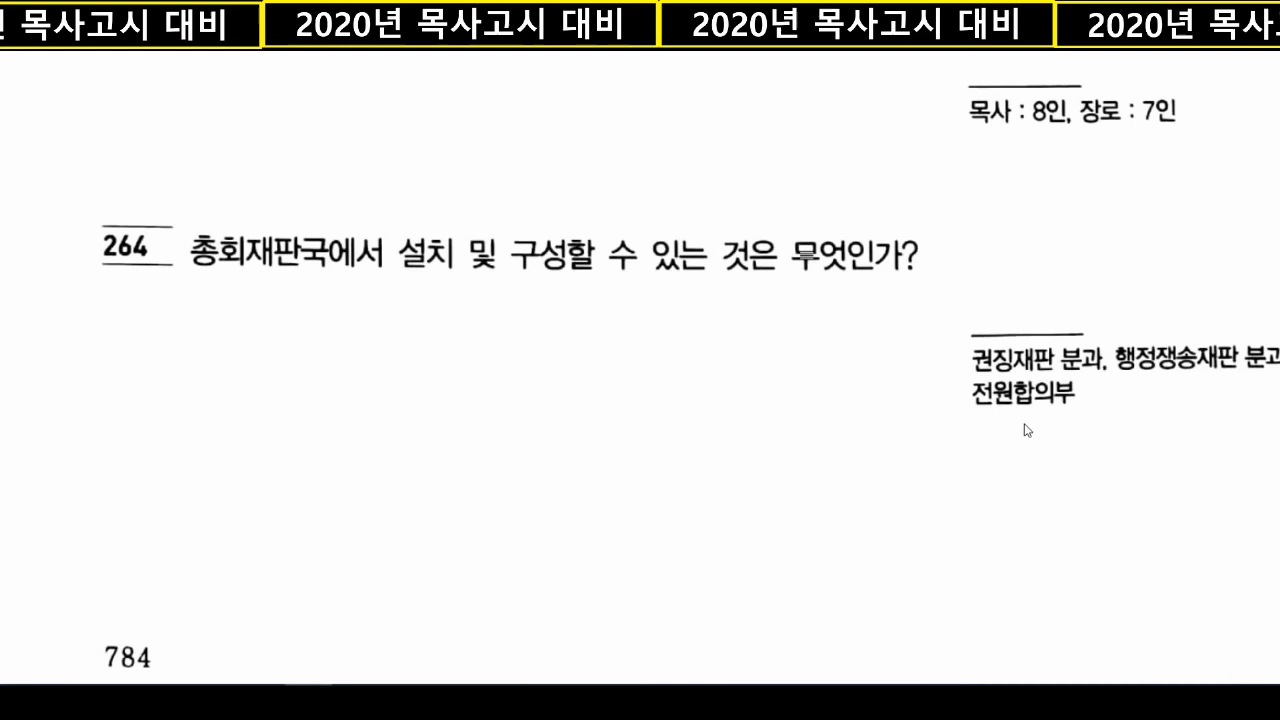 목사고시 대비 2020년 목사고시 대비 2020년 목사고시 대비 2020년
목사 : 8인, 장로 : 7인
264 총회재판국에서 설치 및 구성할 수 있는 것은 무엇인가?
권징재판 분과, 행정쟁송재판
전원합의부
784